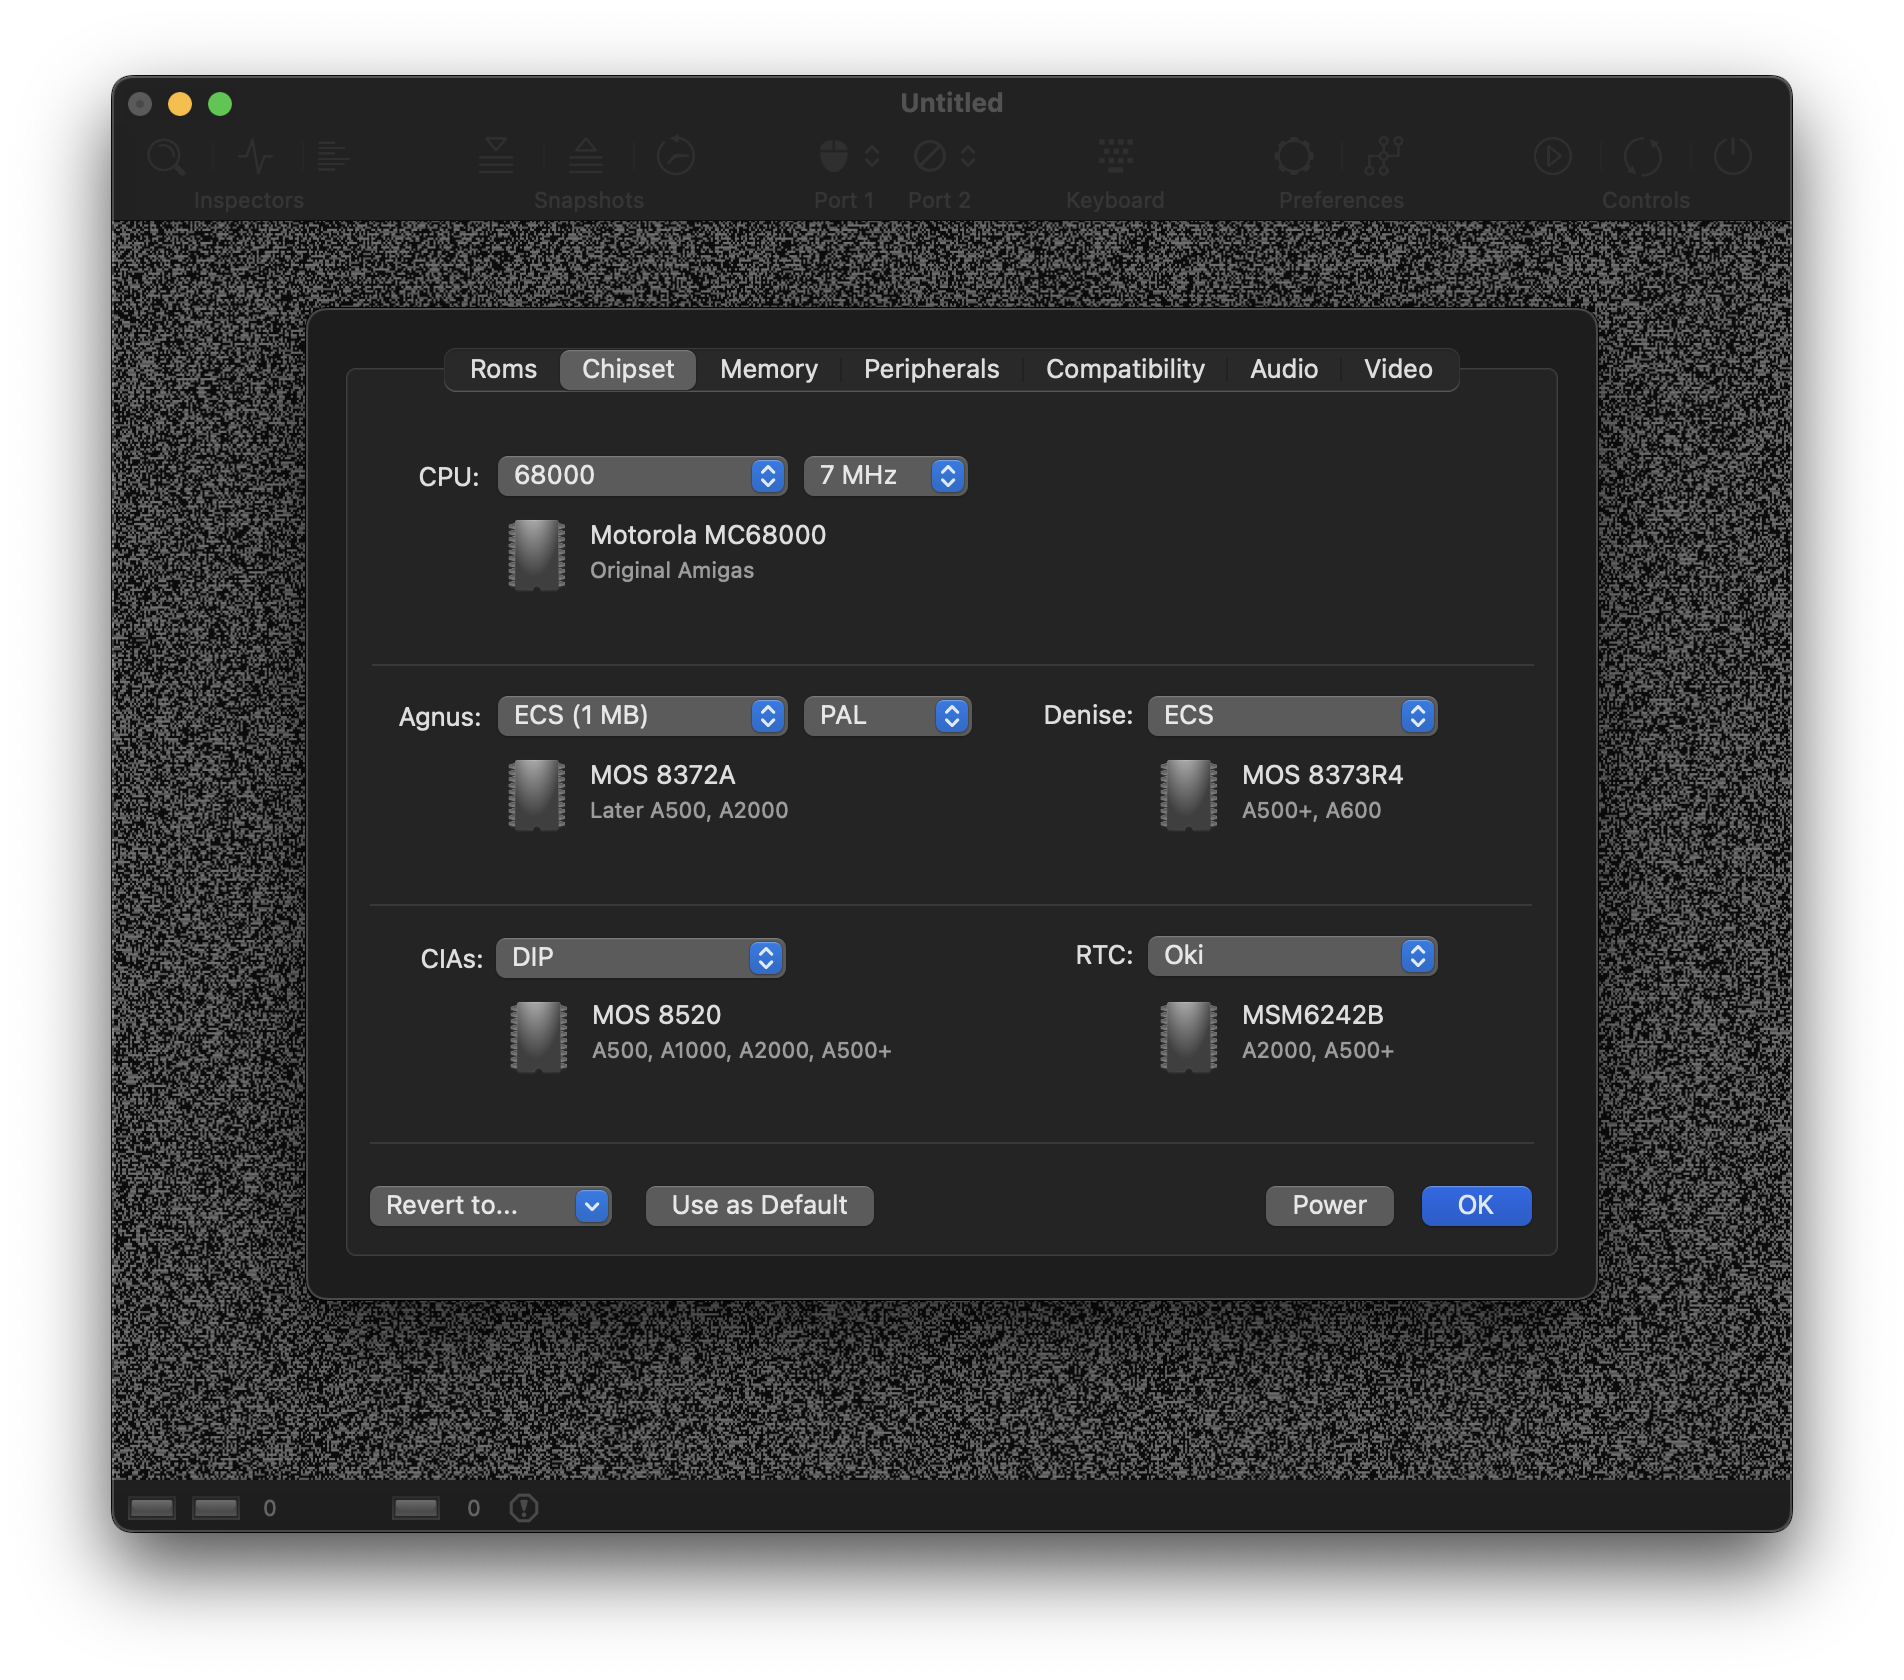 Untitled
Inspectors
Snapshots
Port 1
Port 2
Keyboard
Preferences
Controls
Roms
Chipset
Memory
Peripherals
Compatibility
Audio
Video
CPU:
68000
7 MHz
Motorola MC68000
Original Amigas
Agnus:
ECS (1 MB)
PAL
MOS 8372A
Later A500, A2000
Denise:
ECS
MOS 8373R4
A500+, A600
CIAs:
DIP
MOS 8520
A500, A1000, A2000, A500+
RTC:
Oki
MSM6242B
A2000, A500+
Revert to...
Use as Default
Power
OK
0
0